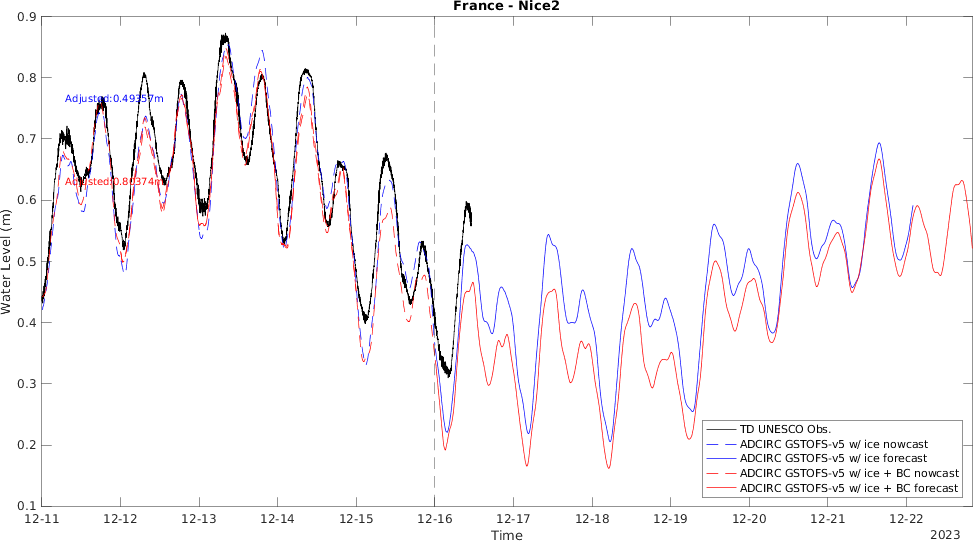 France - Nice2
Water Level (m)
0.9
0.8
0.7
0.6
0.5
0.4
0.3
0.2
0.1
Adjusted:0.49357m
Adjusted:0.89374m
TD UNESCO Obs.
ADCIRC GSTOFS-v5 w/ ice nowcast
ADCIRC GSTOFS-v5 w/ ice forecast
ADCIRC GSTOFS-v5 w/ ice + BC nowcast
ADCIRC GSTOFS-v5 w/ ice + BC forecast
12-11 12-12 12-13 12-14 12-15 12-16 12-17 12-18 12-19 12-20 12-21 12-22
Time
2023